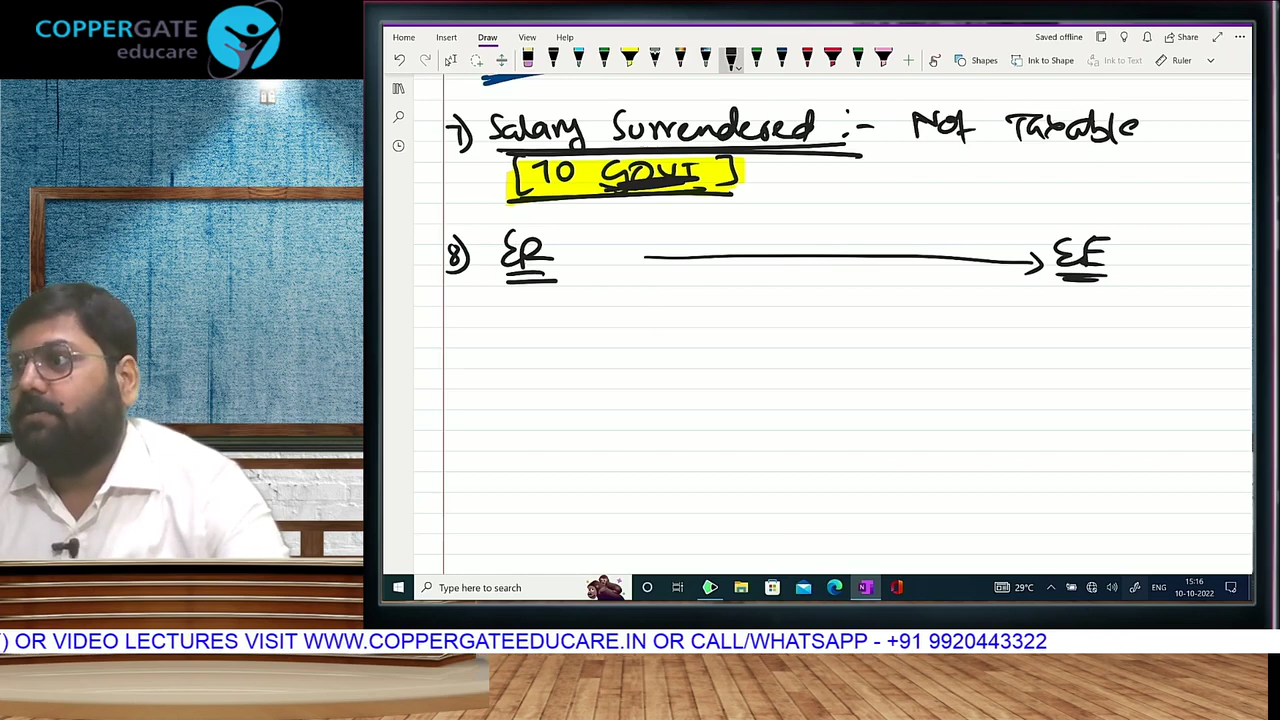 COPPERGATE
educare
Home Insert Draw View Help
Saved offline
Share
Shapes
Ink to Shape
Ink to Text
Ruler
7) Salary Surrendered :- Not Taxable
[TO GOVT]
8) ER → EE
Type here to search
29°C
ENG
15:16
10-10-2022
) OR VIDEO LECTURES VISIT WWW.COPPERGATEEDUCARE.IN OR CALL/WHATSAPP - +91 9920443322